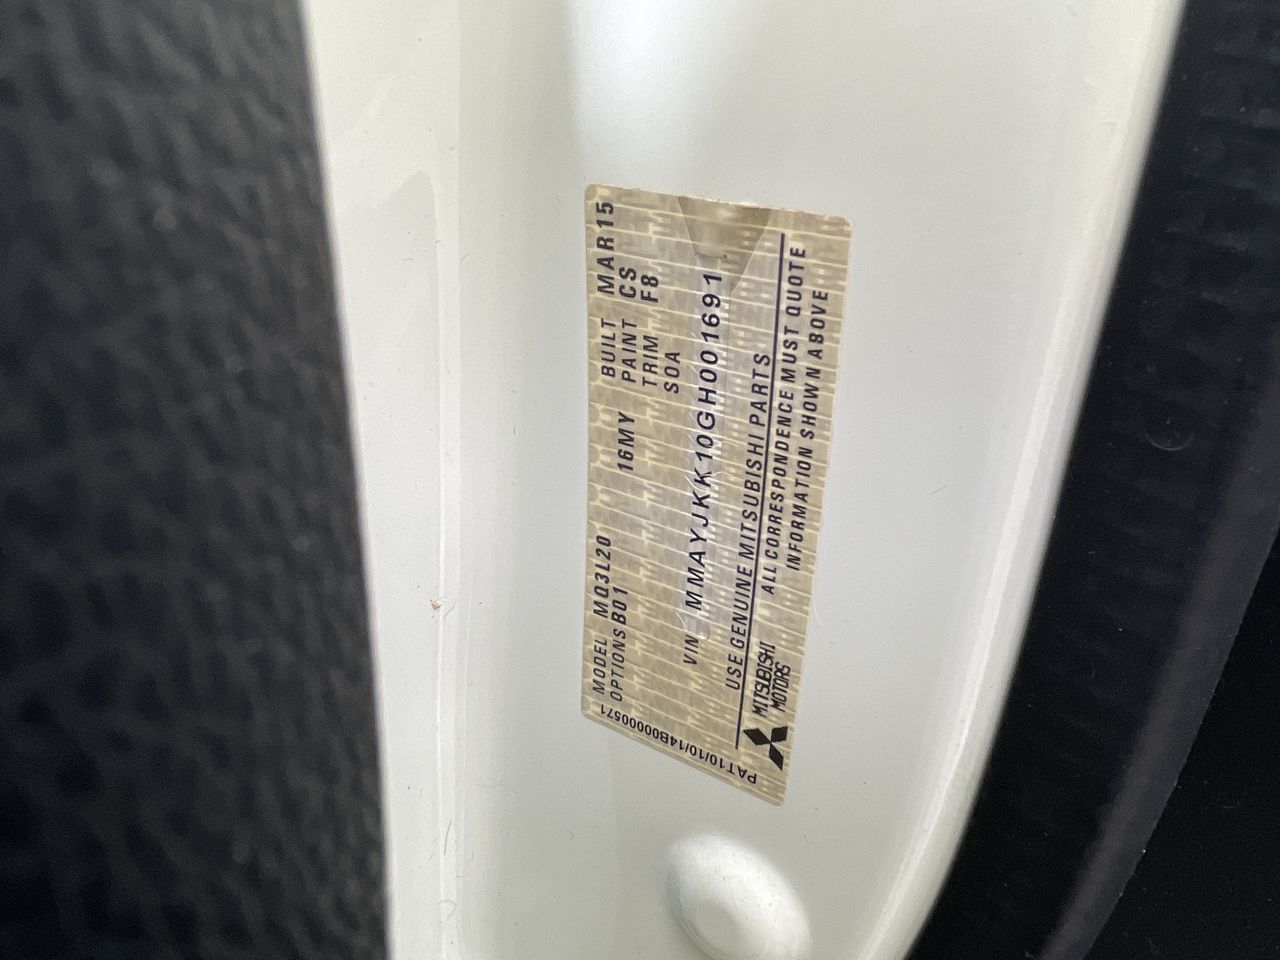 MODEL MQ3L20 16MY BUILT MAR15
OPTIONS B01 PAINT CS
TRIM F8
SOA
VIN MMAYJKK10GH001691
USE GENUINE MITSUBISHI PARTS
MITSUBISHI
MOTORS
ALL CORRESPONDENCE MUST QUOTE
INFORMATION SHOWN ABOVE
PAT10/10/14B00000571